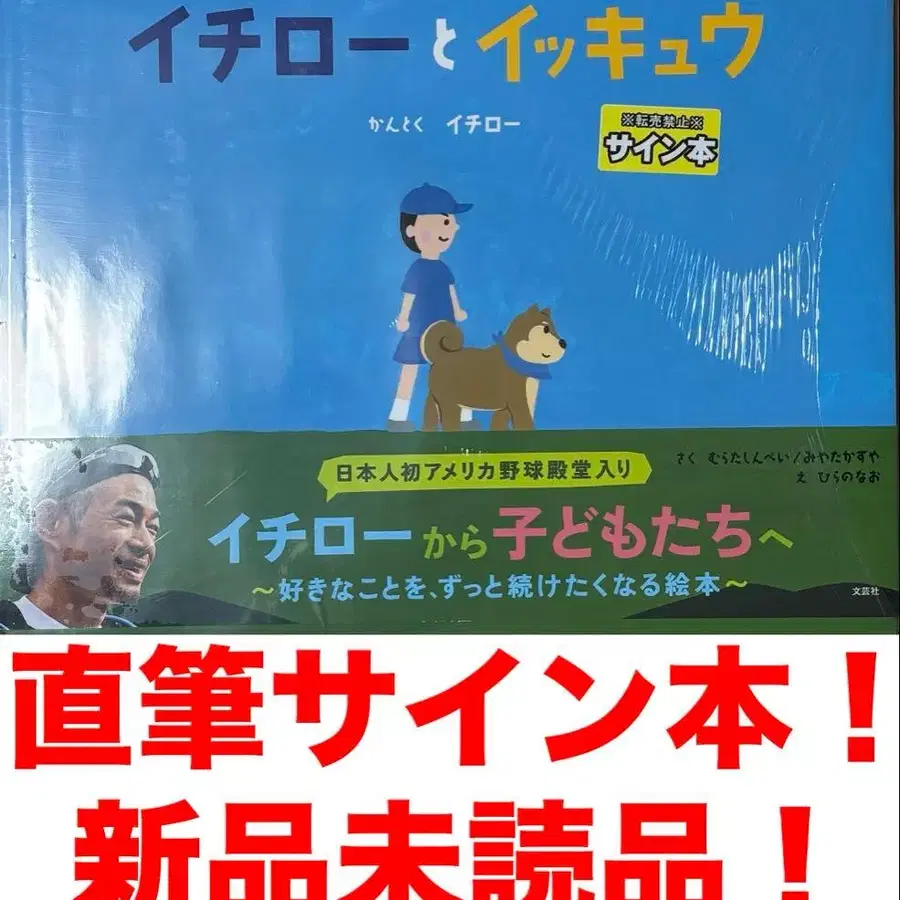 イチローとイッキュウ
かんとく イチロー
※転売禁止※
サイン本
日本人初アメリカ野球殿堂入り
さく むらたしんぺい/みやたかずや
え ひらのなお
イチローから子どもたちへ
~好きなことを、ずっと続けたくなる絵本~
文芸社
直筆サイン本!
新品未読品!